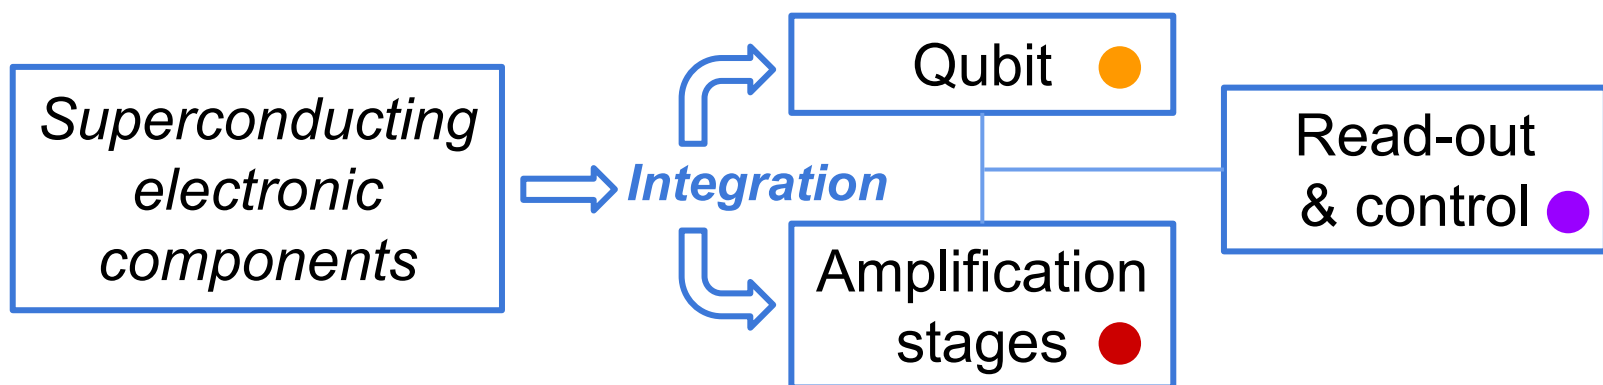 Superconducting
electronic
components
Integration
Qubit
Amplification
stages
Read-out
& control